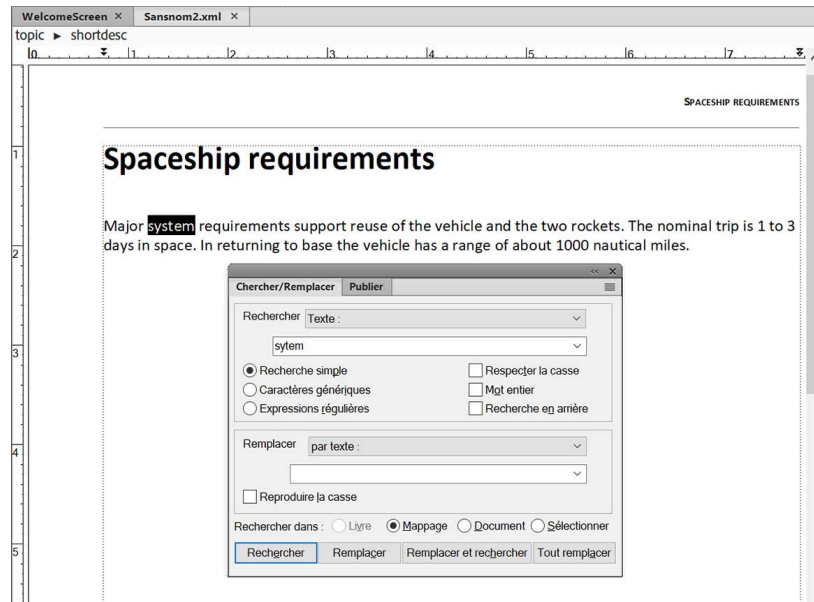 WelcomeScreen × Sansnom2.xml ×
topic ► shortdesc
0 1 2 3 4 5 6 7
SPACESHIP REQUIREMENTS
1
Spaceship requirements
Major system requirements support reuse of the vehicle and the two rockets. The nominal trip is 1 to 3
2
days in space. In returning to base the vehicle has a range of about 1000 nautical miles.
Chercher/Remplacer Publier
Rechercher Texte :
sytem
3
Recherche simple Respecter la casse
Caractères génériques Mot entier
Expressions régulières Recherche en arrière
4
Remplacer par texte :
Reproduire la casse
Rechercher dans : Livre Mappage Document Sélectionner
5
Rechercher Remplacer Remplacer et rechercher Tout remplacer